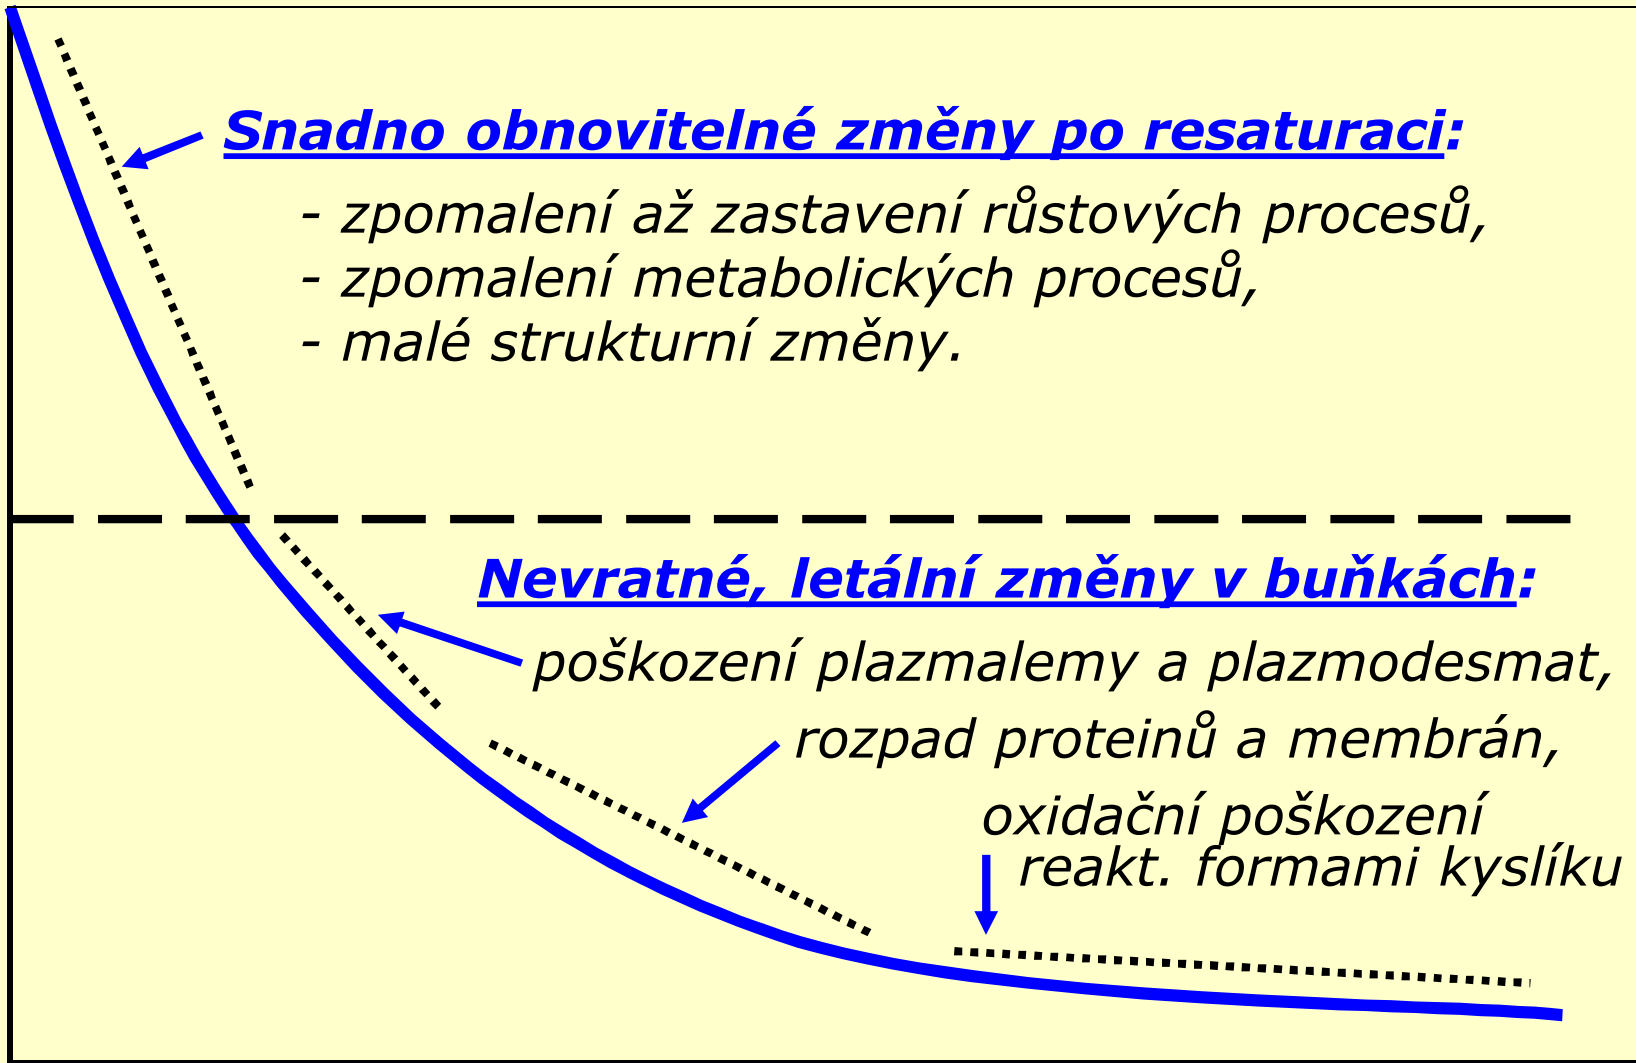 Snadno obnovitelné změny po resaturaci:
- zpomalení až zastavení růstových procesů,
- zpomalení metabolických procesů,
- malé strukturní změny.
Nevratné, letální změny v buňkách:
poškození plazmalemy a plazmodesmat,
rozpad proteinů a membrán,
oxidační poškození
reakt. formami kyslíku